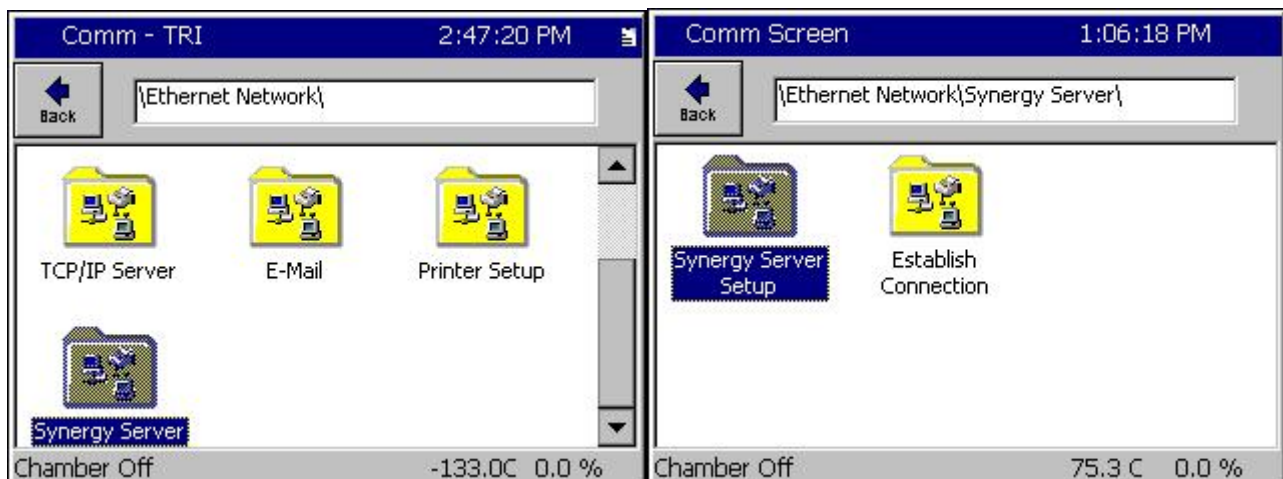 Comm - TRI 2:47:20 PM
Back \Ethernet Network\
TCP/IP Server E-Mail Printer Setup
Synergy Server
Chamber Off -133.0C 0.0 %
Comm Screen 1:06:18 PM
Back \Ethernet Network\Synergy Server\
Synergy Server
Setup
Establish
Connection
Chamber Off 75.3 C 0.0 %